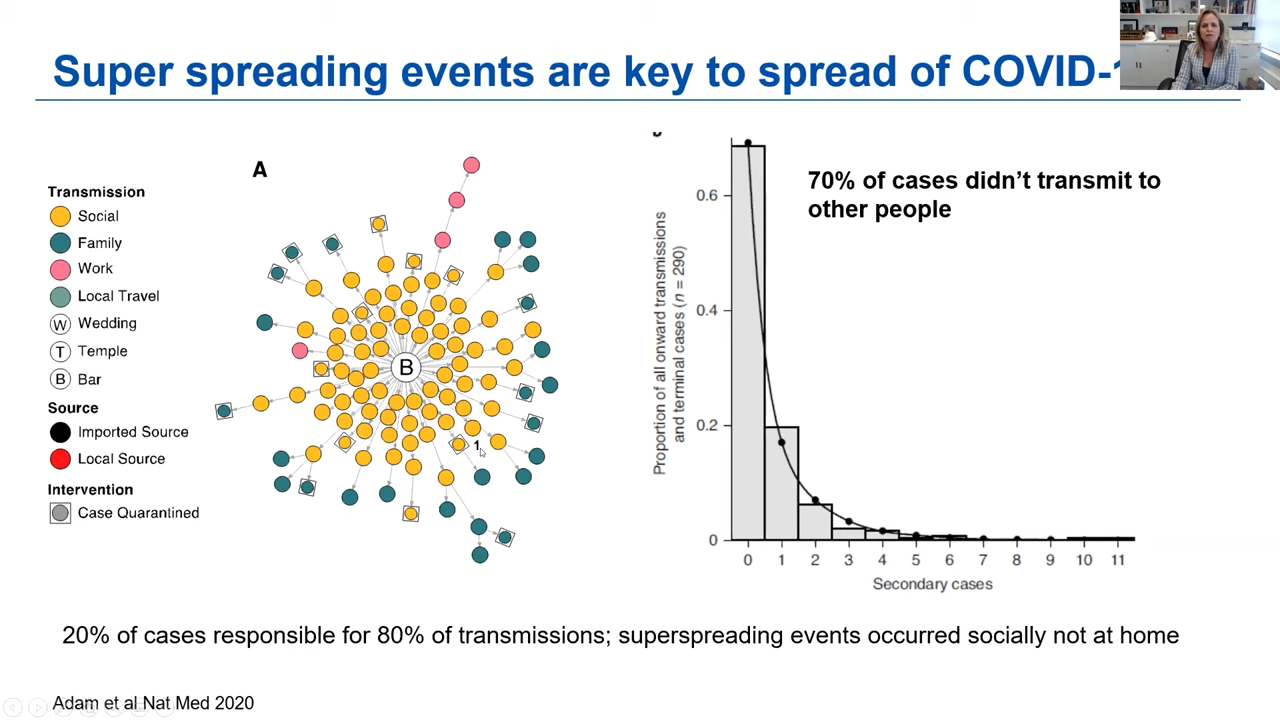 Super spreading events are key to spread of COVID-1
A
Transmission
Social
Family
Work
Local Travel
W Wedding
T Temple
B Bar
Source
Imported Source
Local Source
Intervention
Case Quarantined
B
1
70% of cases didn't transmit to
other people
Proportion of all onward transmissions
and terminal cases (n = 290)
0.6
0.4
0.2
0
0 1 2 3 4 5 6 7 8 9 10 11
Secondary cases
20% of cases responsible for 80% of transmissions; superspreading events occurred socially not at home
Adam et al Nat Med 2020